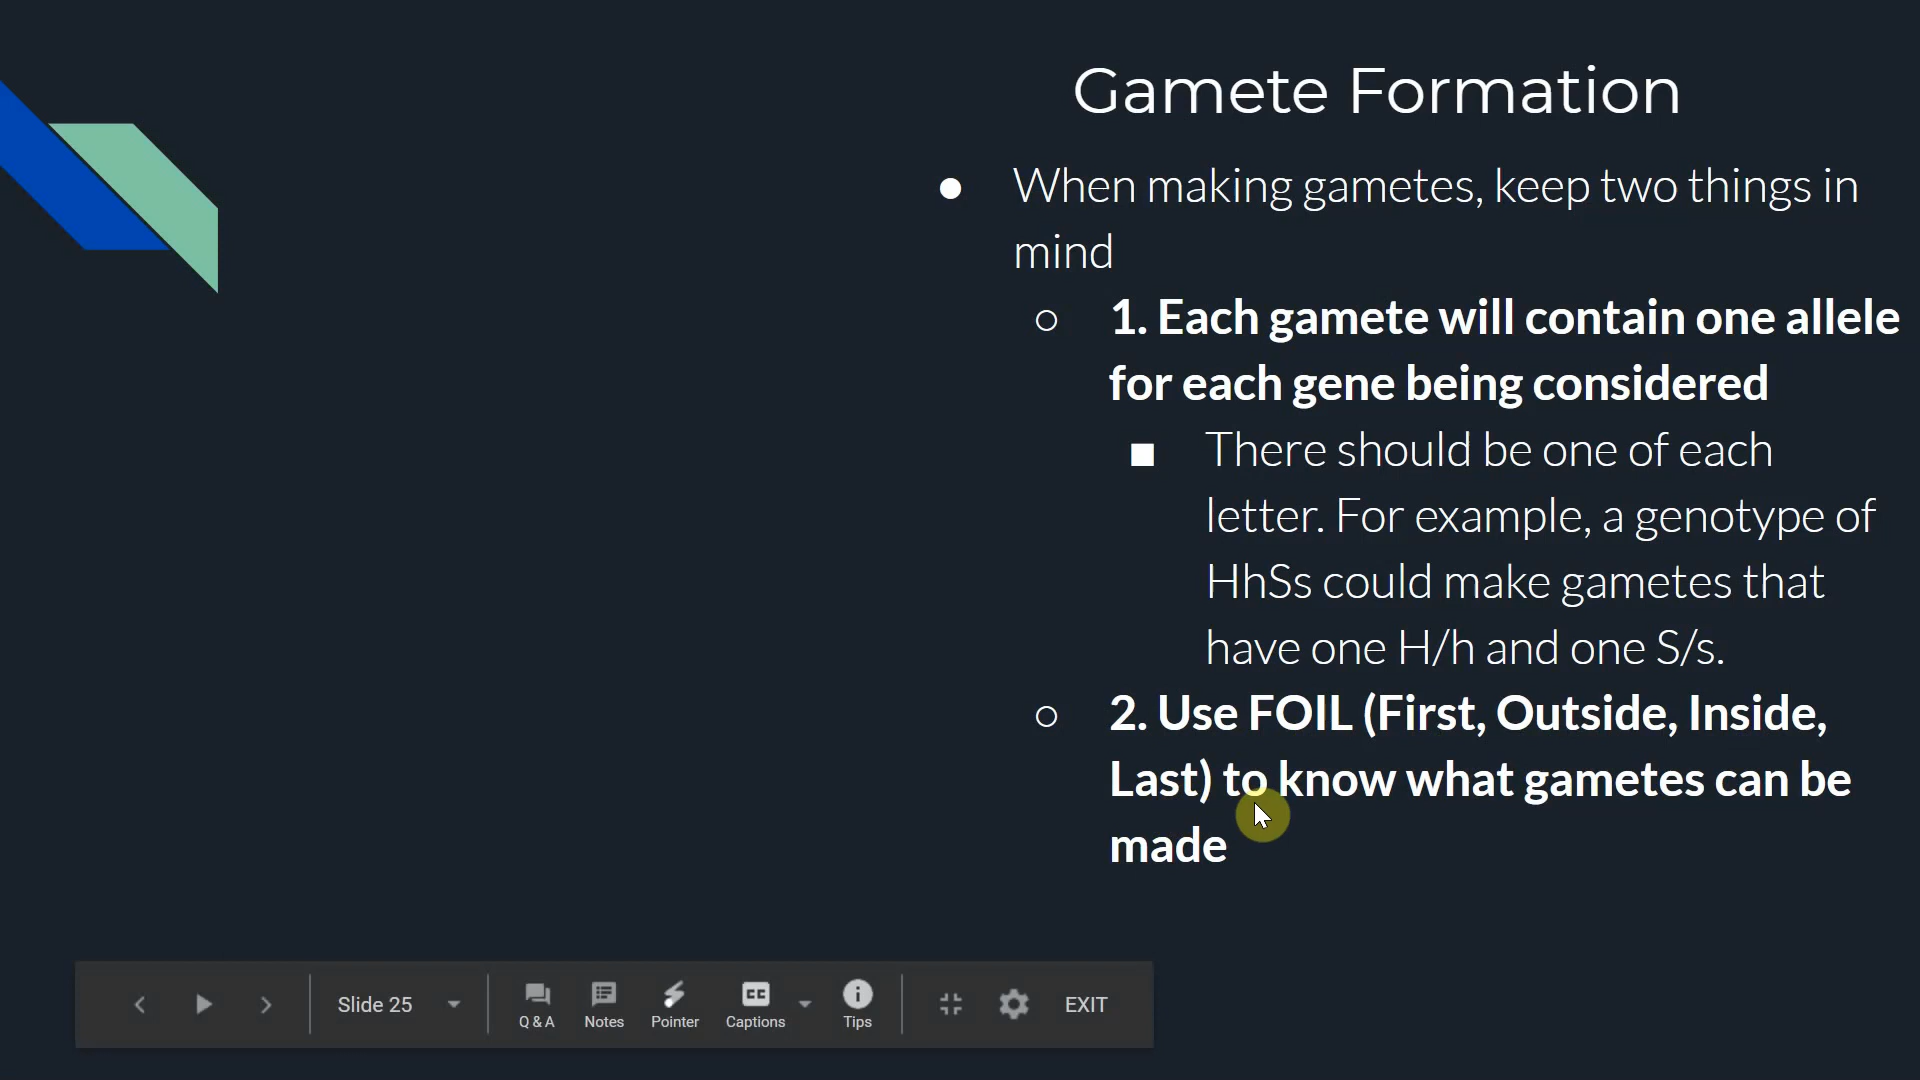 Gamete Formation
● When making gametes, keep two things in
mind
○ 1. Each gamete will contain one allele
for each gene being considered
■ There should be one of each
letter. For example, a genotype of
HhSs could make gametes that
have one H/h and one S/s.
○ 2. Use FOIL (First, Outside, Inside,
Last) to know what gametes can be
made
Slide 25
Q & A
Notes
Pointer
CC
Captions
Tips
EXIT